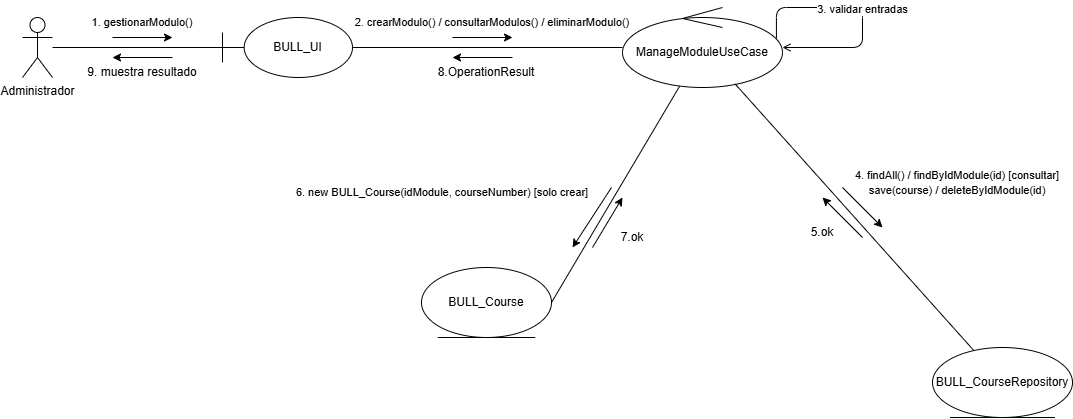 1. gestionarModulo()
2. crearModulo() / consultarModulos() / eliminarModulo()
3. validar entradas
BULL_UI
ManageModuleUseCase
9. muestra resultado
8.OperationResult
Administrador
4. findAll() / findByIdModule(id) [consultar]
save(course) / deleteByIdModule(id)
6. new BULL_Course(idModule, courseNumber) [solo crear]
5.ok
7.ok
BULL_Course
BULL_CourseRepository